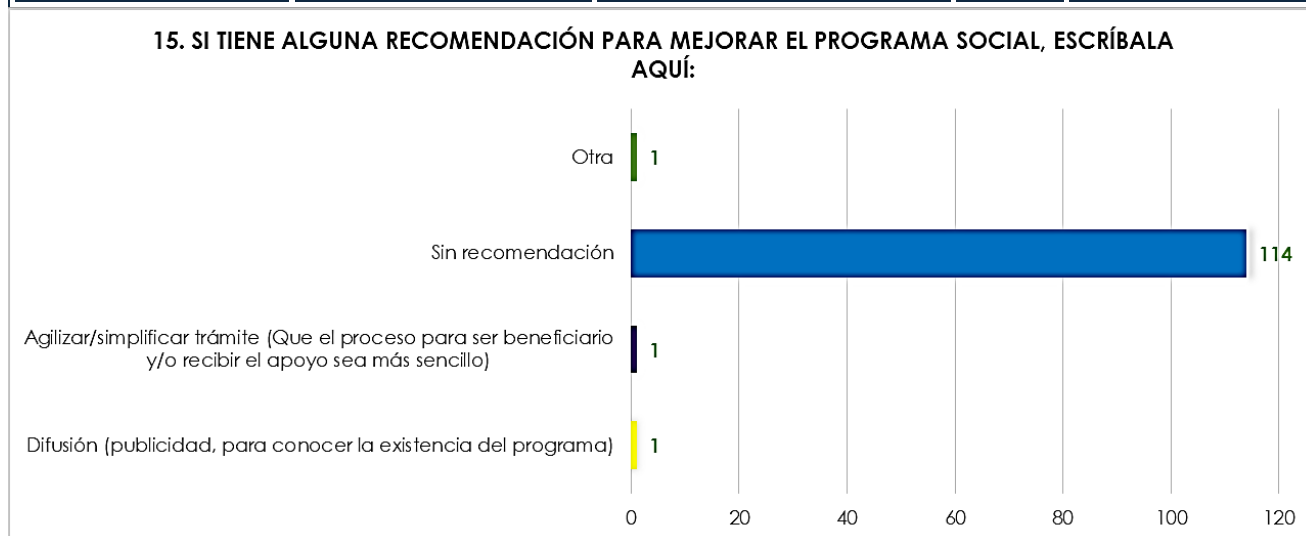 15. SI TIENE ALGUNA RECOMENDACIÓN PARA MEJORAR EL PROGRAMA SOCIAL, ESCRÍBALA
AQUÍ:
Otra
1
Sin recomendación
114
Agilizar/simplificar trámite (Que el proceso para ser beneficiario
y/o recibir el apoyo sea más sencillo)
1
Difusión (publicidad, para conocer la existencia del programa)
1
0 20 40 60 80 100 120